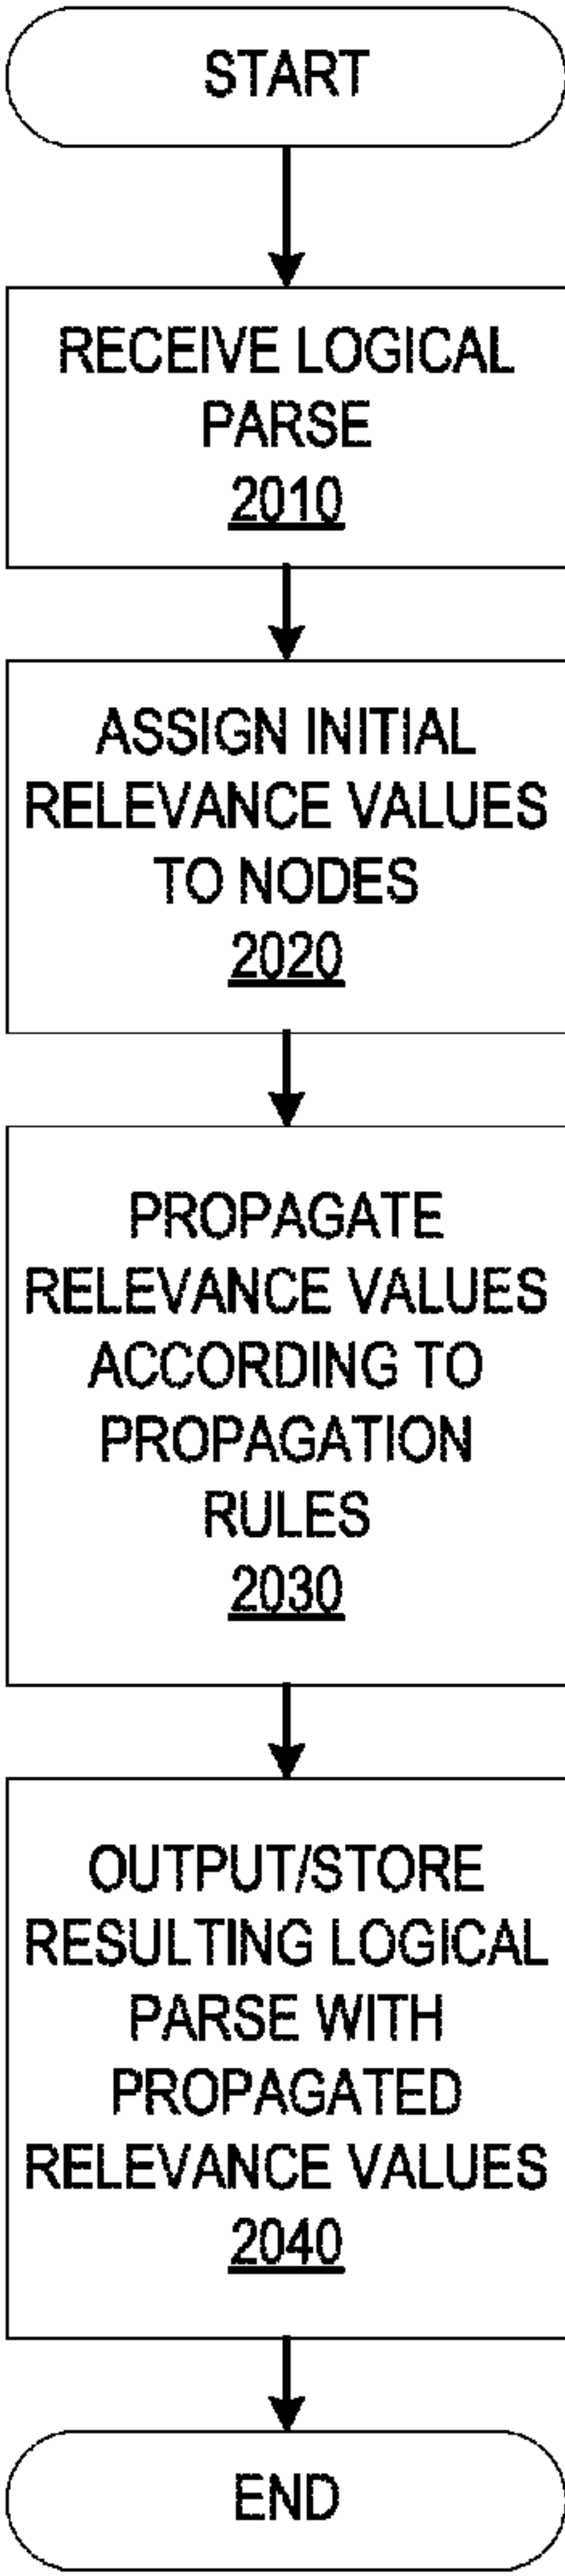 START
RECEIVE LOGICAL
PARSE
2010
ASSIGN INITIAL
RELEVANCE VALUES
TO NODES
2020
PROPAGATE
RELEVANCE VALUES
ACCORDING TO
PROPAGATION
RULES
2030
OUTPUT/STORE
RESULTING LOGICAL
PARSE WITH
PROPAGATED
RELEVANCE VALUES
2040
END